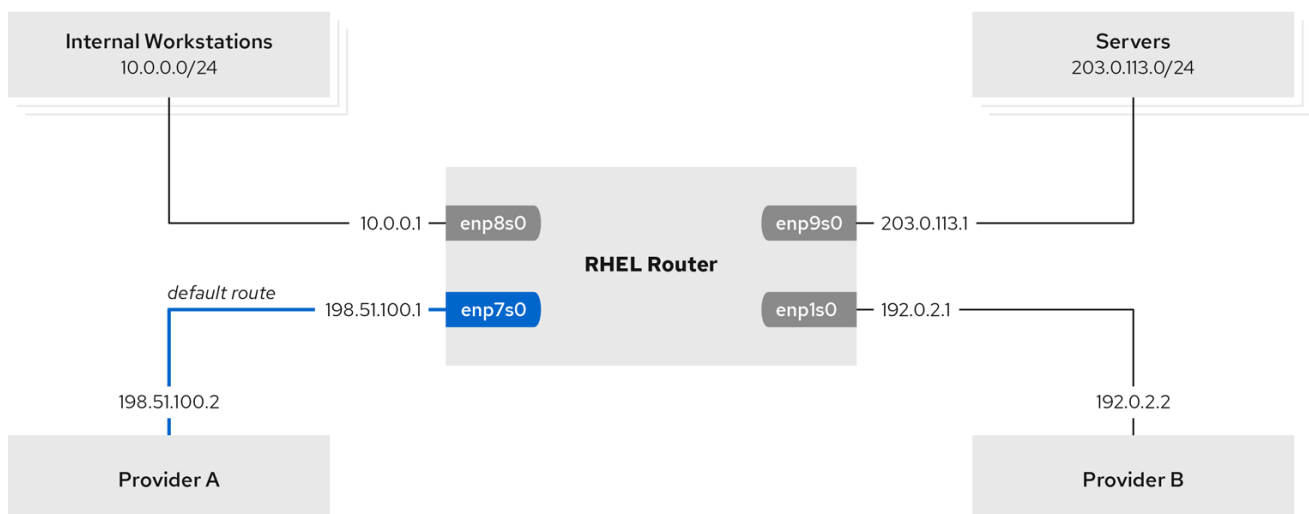 Internal Workstations
10.0.0.0/24
Servers
203.0.113.0/24
10.0.0.1
enp8s0
enp9s0
203.0.113.1
RHEL Router
default route
198.51.100.1
enp7s0
enp1s0
192.0.2.1
198.51.100.2
192.0.2.2
Provider A
Provider B